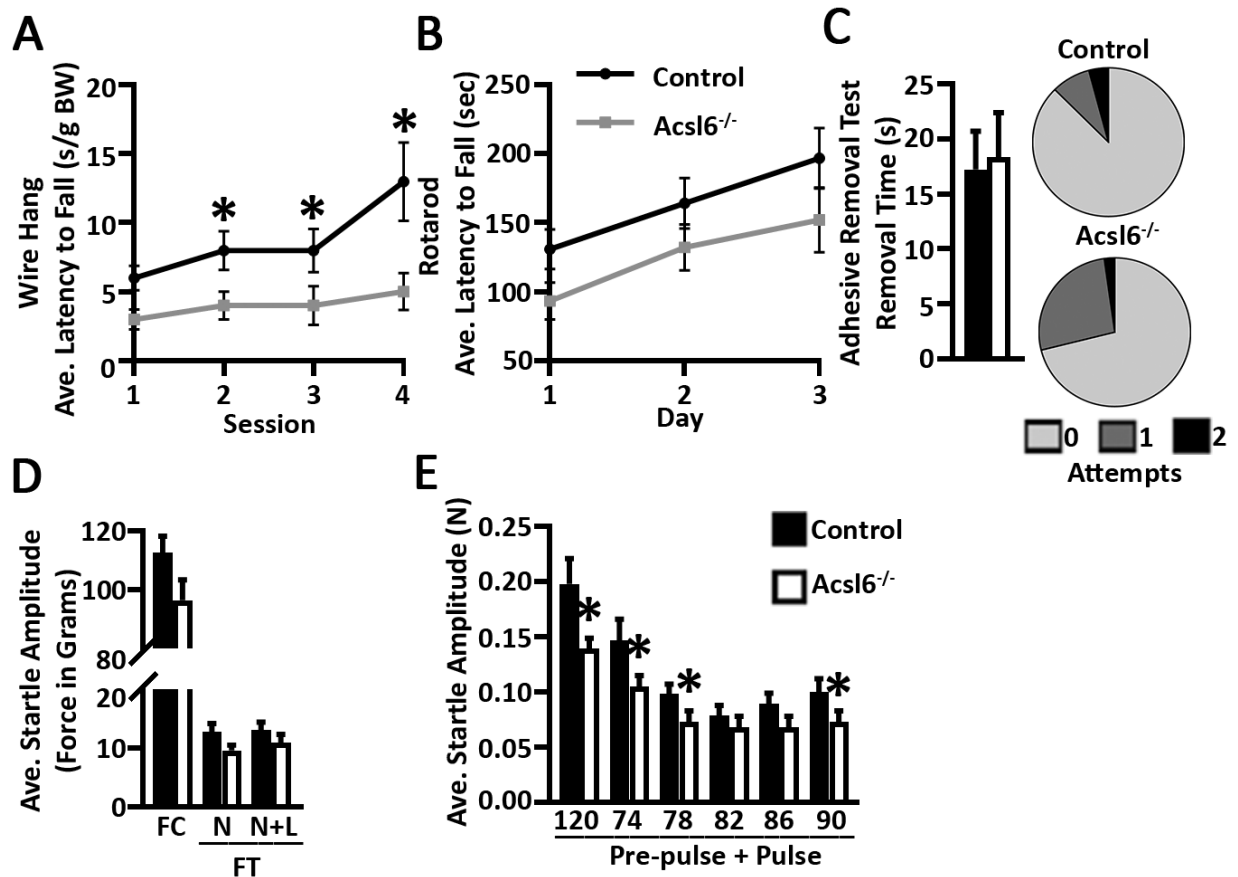 A
Wire Hang
Ave. Latency to Fall (s/g BW)
20
15
10
5
0
*
*
*
1 2 3 4
Session
B
Rotarod
Ave. Latency to Fall (sec)
250
200
150
100
50
Control
Acsl6-/-
1 2 3
Day
C
Adhesive Removal Test
Removal Time (s)
25
20
15
10
5
0
Control
Acsl6-/-
0 1 2
Attempts
D
Ave. Startle Amplitude
(Force in Grams)
120
100
80
20
10
0
FC N N+L
FT
E
Ave. Startle Amplitude (N)
0.25
0.20
0.15
0.10
0.05
0.00
Control
Acsl6-/-
*
*
*
*
120 74 78 82 86 90
Pre-pulse + Pulse